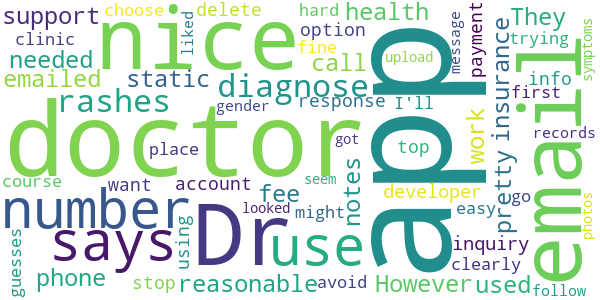 support
nice
choose
delete
hard
health
message
payment
They
clinic
liked
option
fine
trying
symptoms
needed
call
app
upload
pretty
insurance
email
emailed
static
diagnose
info
rashes
gender
response
I'll
first
doctor
place
got
top
work
records
course
want
account
fee
seem
notes
developer
easy
go
number
Dr
looked
might
use
However
used
photos
guesses
says
using
inquiry
clearly
phone
stop
reasonable
avoid
follow